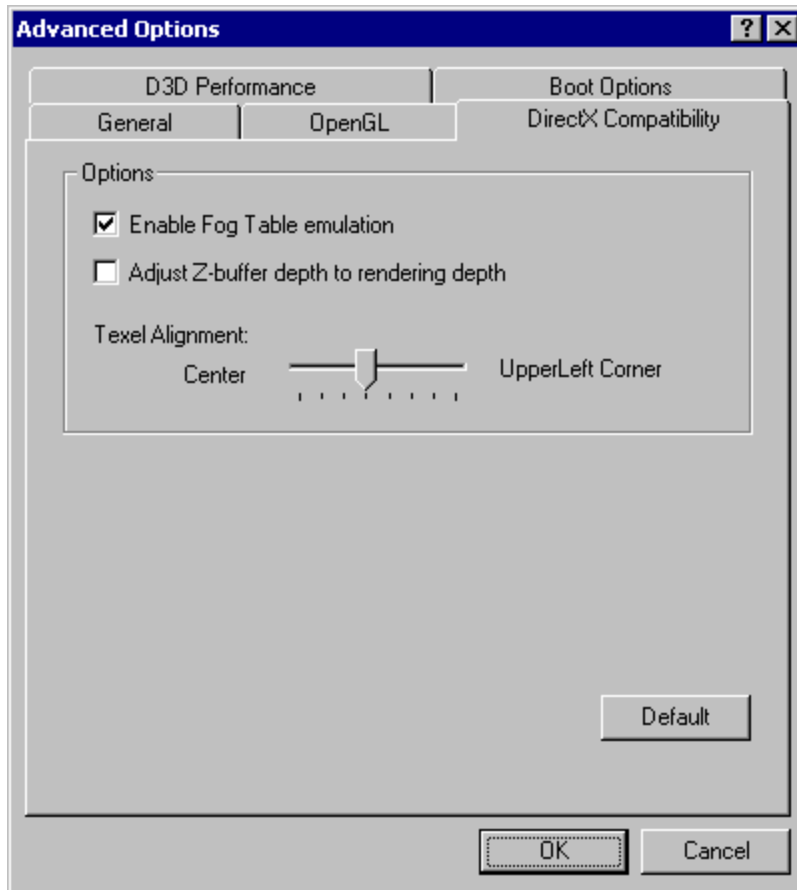 Advanced Options
D3D Performance Boot Options
General OpenGL DirectX Compatibility
Options
Enable Fog Table emulation
Adjust Z-buffer depth to rendering depth
Texel Alignment:
Center UpperLeft Corner
Default
OK Cancel